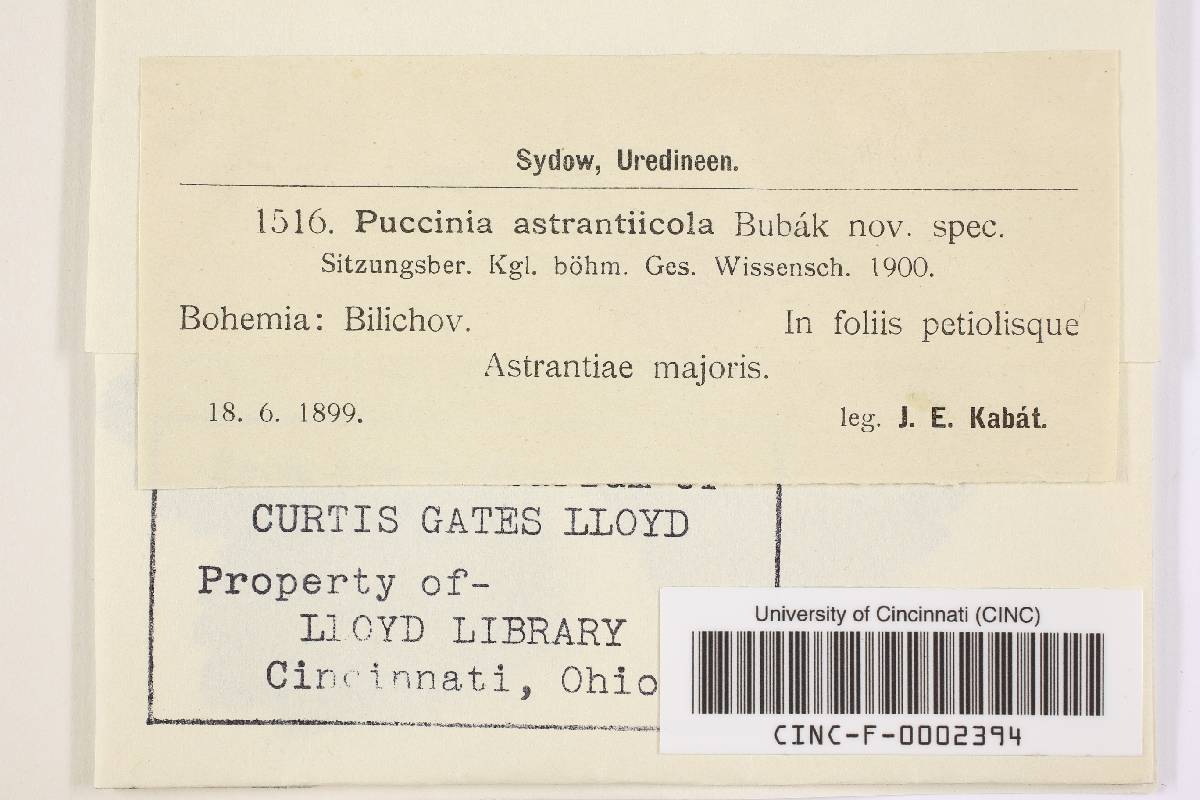 Sydow, Uredineen.
1516. Puccinia astrantiicola Bubák nov. spec.
Sitzungsber. Kgl. böhm. Ges. Wissensch. 1900.
Bohemia: Bilichov. In foliis petiolisque
Astrantiae majoris.
18. 6. 1899. leg. J. E. Kabát.
CURTIS GATES LLOYD
Property of-
LlOYD LIBRARY
Cincinnati, Ohio
University of Cincinnati (CINC)
CINC-F-0002394